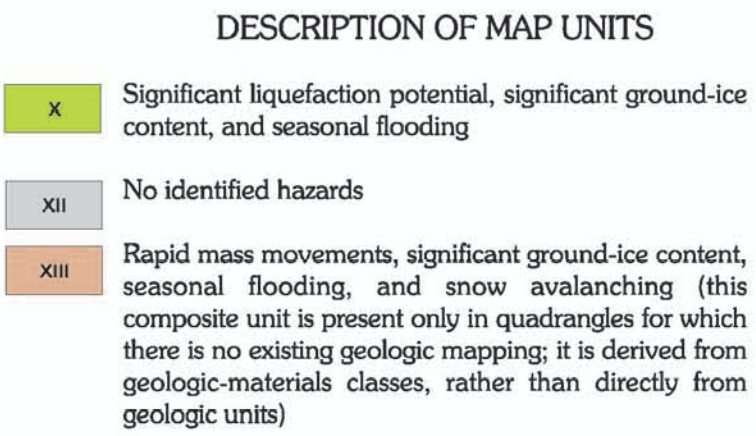 DESCRIPTION OF MAP UNITS
X
Significant liquefaction potential, significant ground-ice
content, and seasonal flooding
XII
No identified hazards
XIII
Rapid mass movements, significant ground-ice content,
seasonal flooding, and snow avalanching (this
composite unit is present only in quadrangles for which
there is no existing geologic mapping; it is derived from
geologic-materials classes, rather than directly from
geologic units)